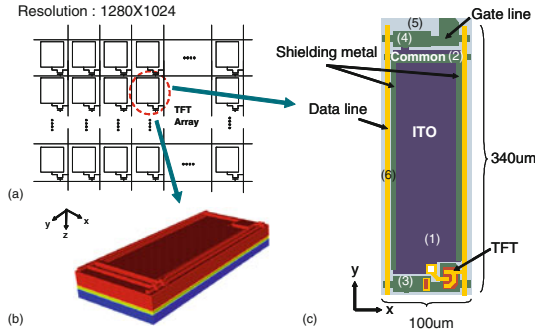 Resolution : 1280X1024
TFT
Array
(a)
y
x
z
(b)
(5)
Gate line
(4)
Shielding metal
Common
(2)
Data line
ITO
340um
(6)
(1)
TFT
(3)
y
x
(c)
100um